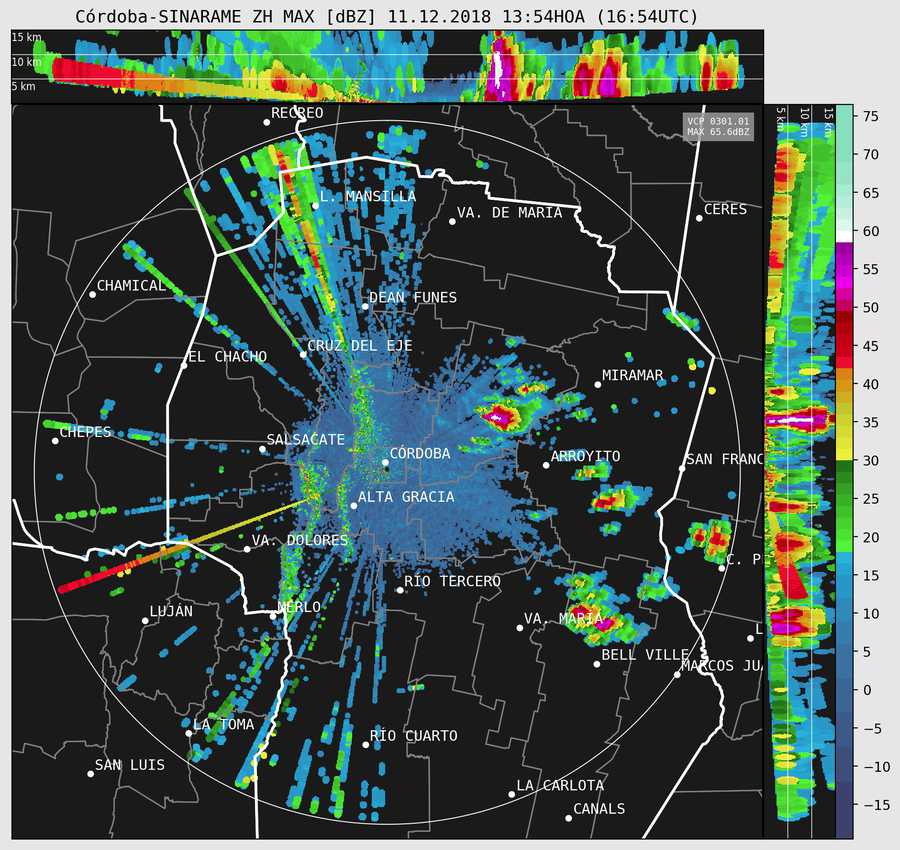 Córdoba-SINARAME ZH MAX [dBZ] 11.12.2018 13:54HOA (16:54UTC)
15 km
10 km
5 km
5 km
10 km
15 km
VCP 0301.01
MAX 65.6dBZ
RECREO
L. MANSILLA
VA. DE MARIA
CERES
CHAMICAL
DEAN FUNES
CRUZ DEL EJE
EL CHACHO
MIRAMAR
CHEPES
SALSACATE
CÓRDOBA
ARROYITO
SAN FRANC
ALTA GRACIA
VA. DOLORES
C. P
RÍO TERCERO
LUJÁN
MERLO
VA. MARÍA
L
BELL VILLE
MARCOS JUÁ
LA TOMA
RÍO CUARTO
SAN LUIS
LA CARLOTA
CANALS
75
70
65
60
55
50
45
40
35
30
25
20
15
10
5
0
−5
−10
−15